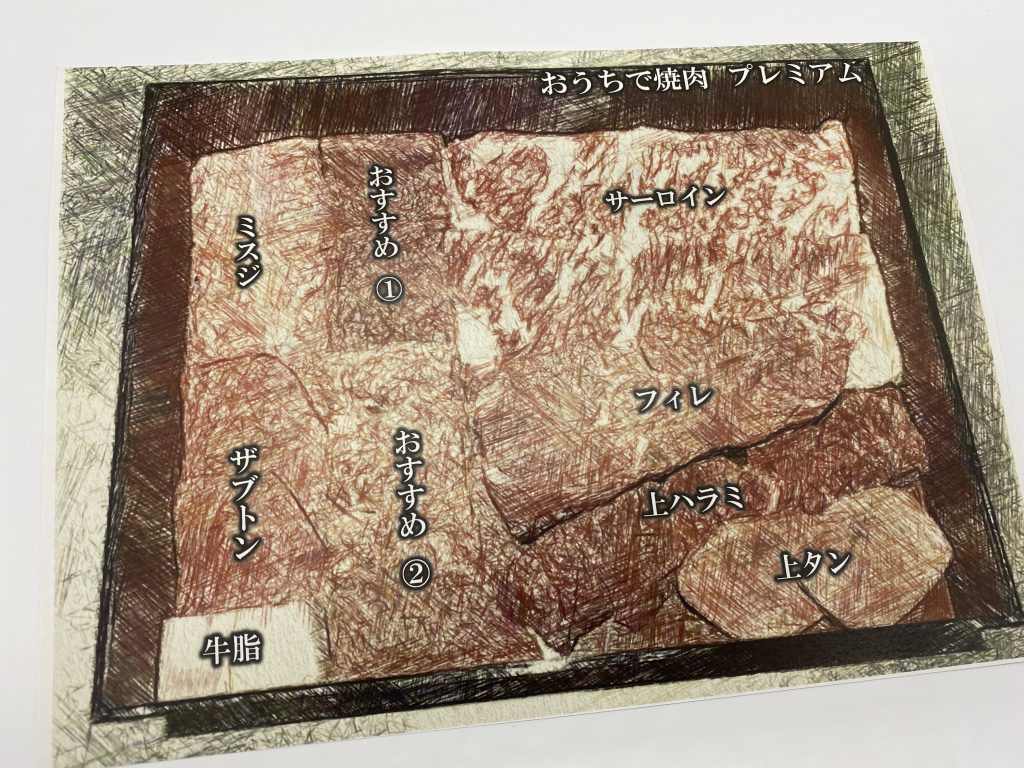 おうちで焼肉 プレミアム
ミスジ
おすすめ ①
サーロイン
フィレ
ザブトン
おすすめ ②
上ハラミ
上タン
牛脂